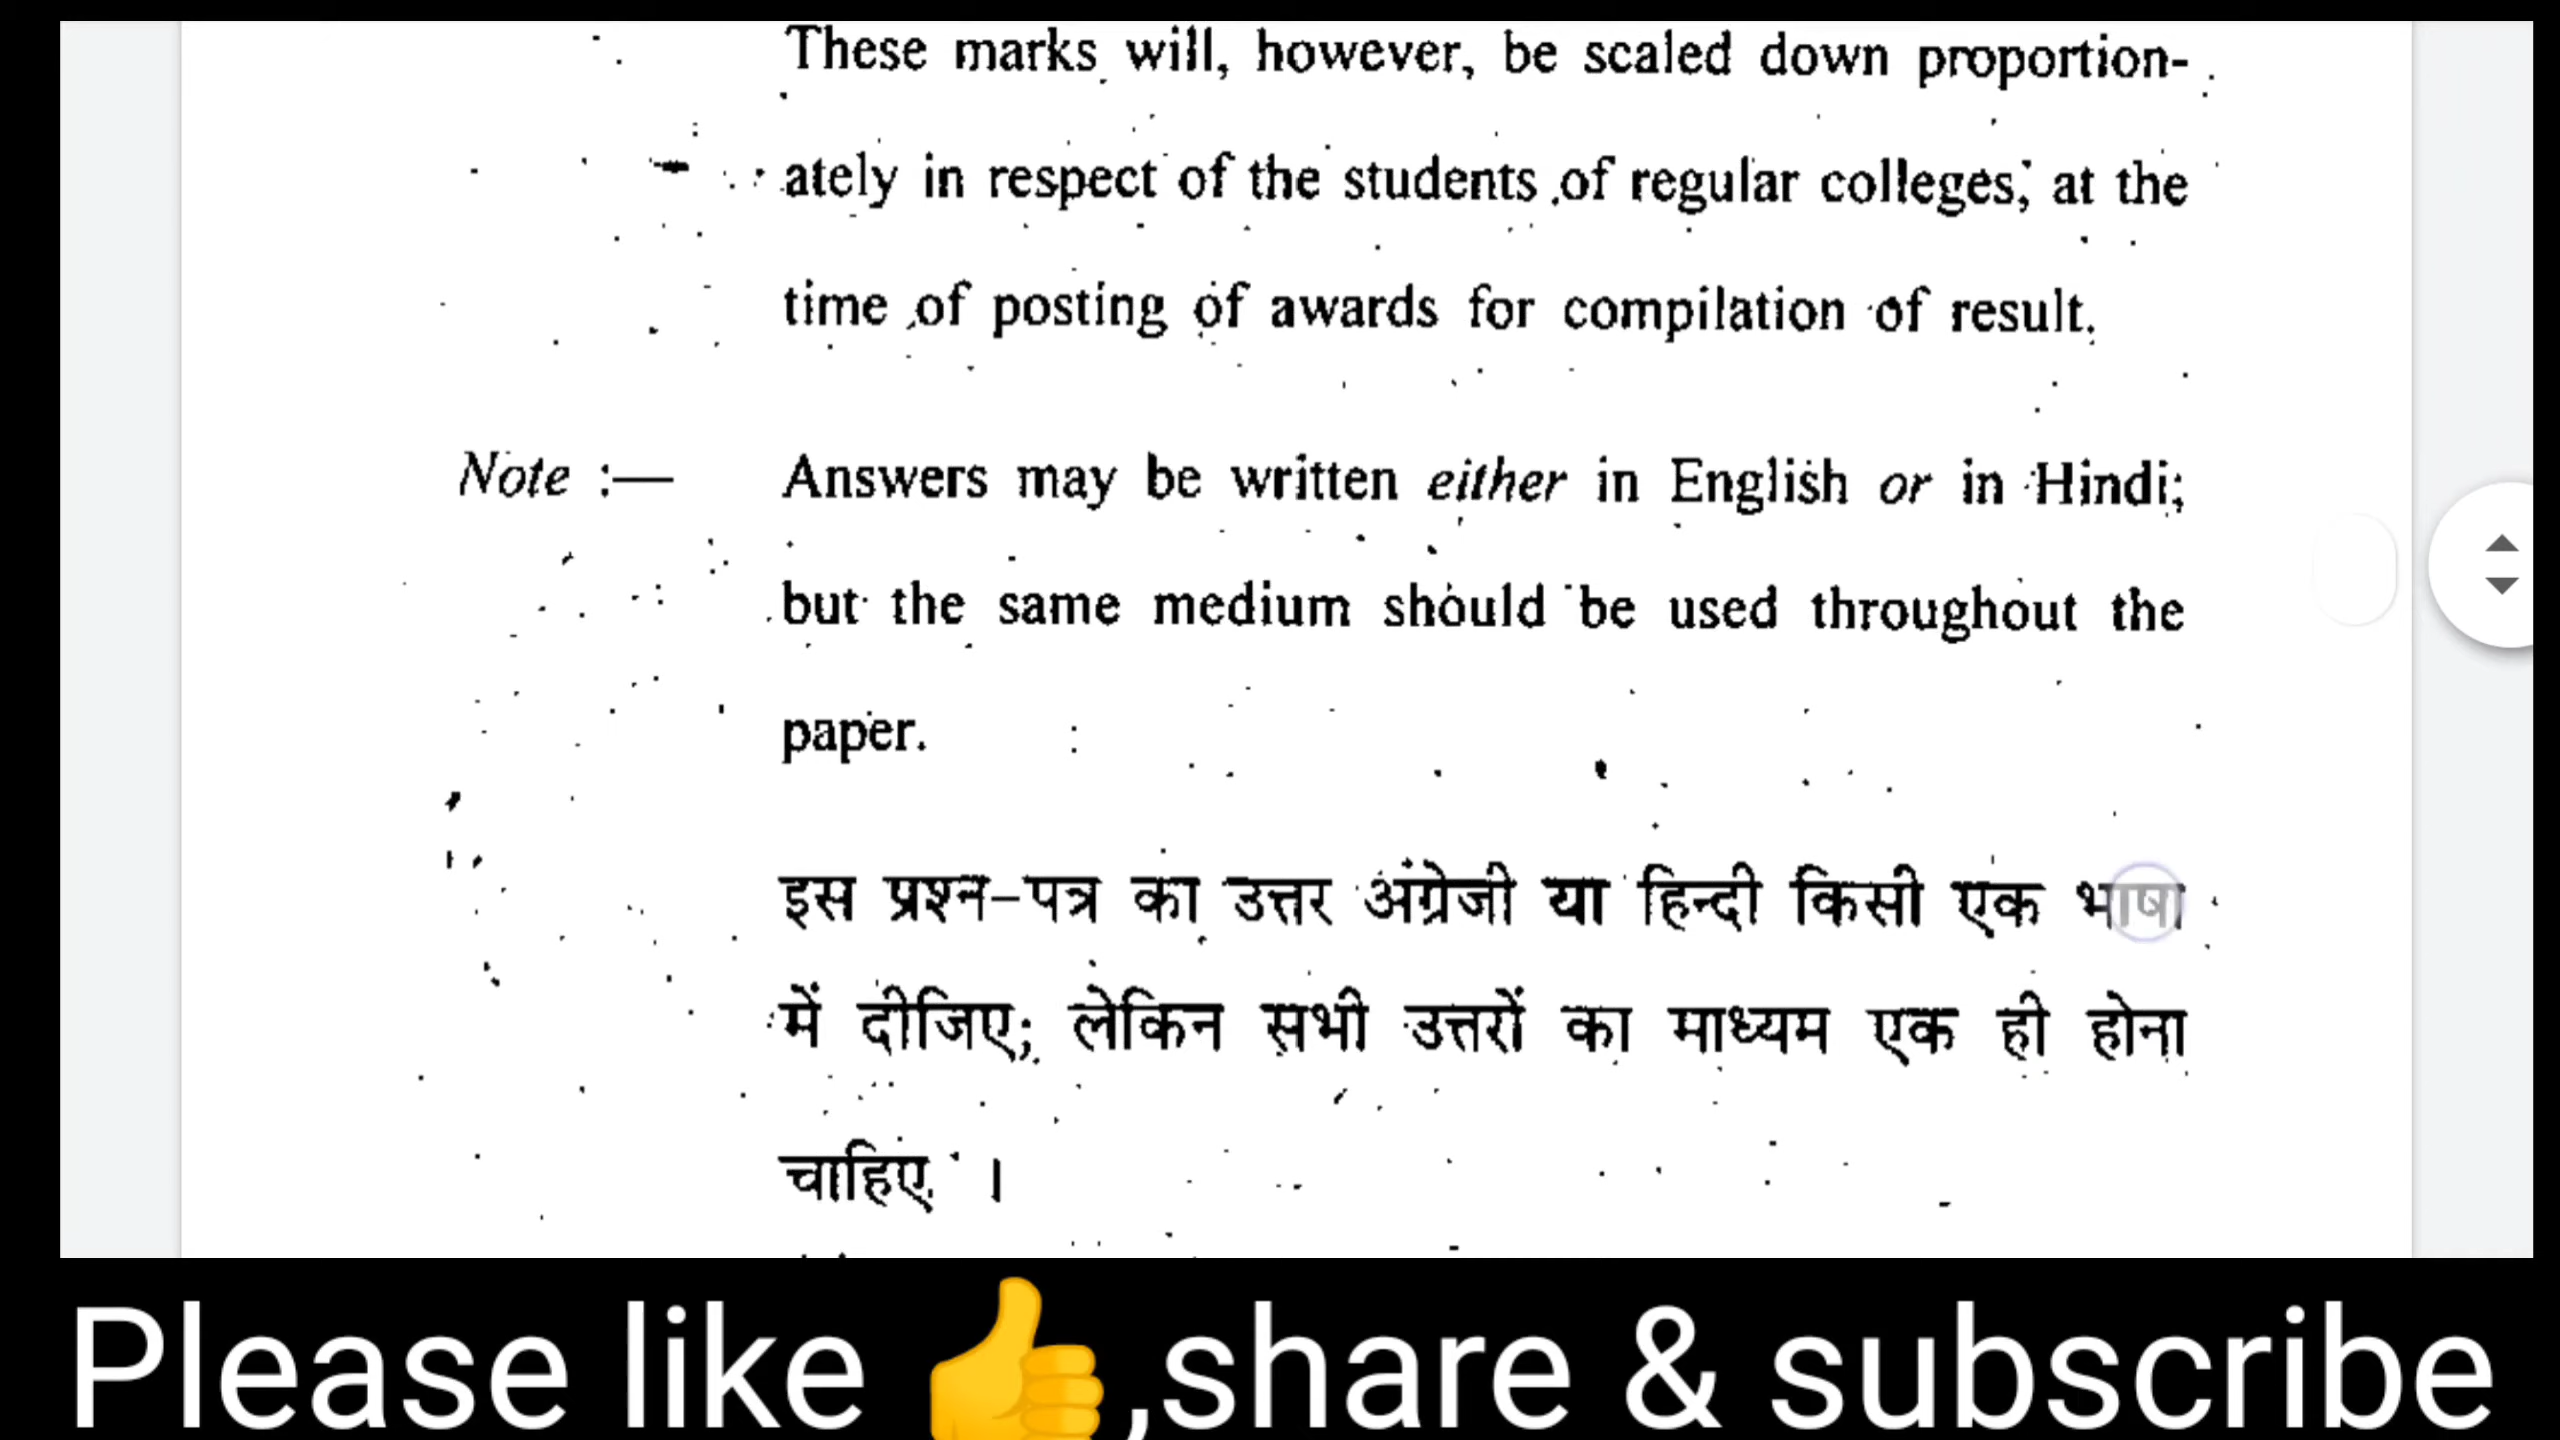 These marks will, however, be scaled down proportion-
ately in respect of the students of regular colleges, at the
time of posting of awards for compilation of result.
Note :— Answers may be written either in English or in Hindi;
but the same medium should be used throughout the
paper.
इस प्रश्न-पत्र का उत्तर अंग्रेजी या हिन्दी किसी एक भाषा
में दीजिए; लेकिन सभी उत्तरों का माध्यम एक ही होना
चाहिए ।
Please like 👍,share & subscribe